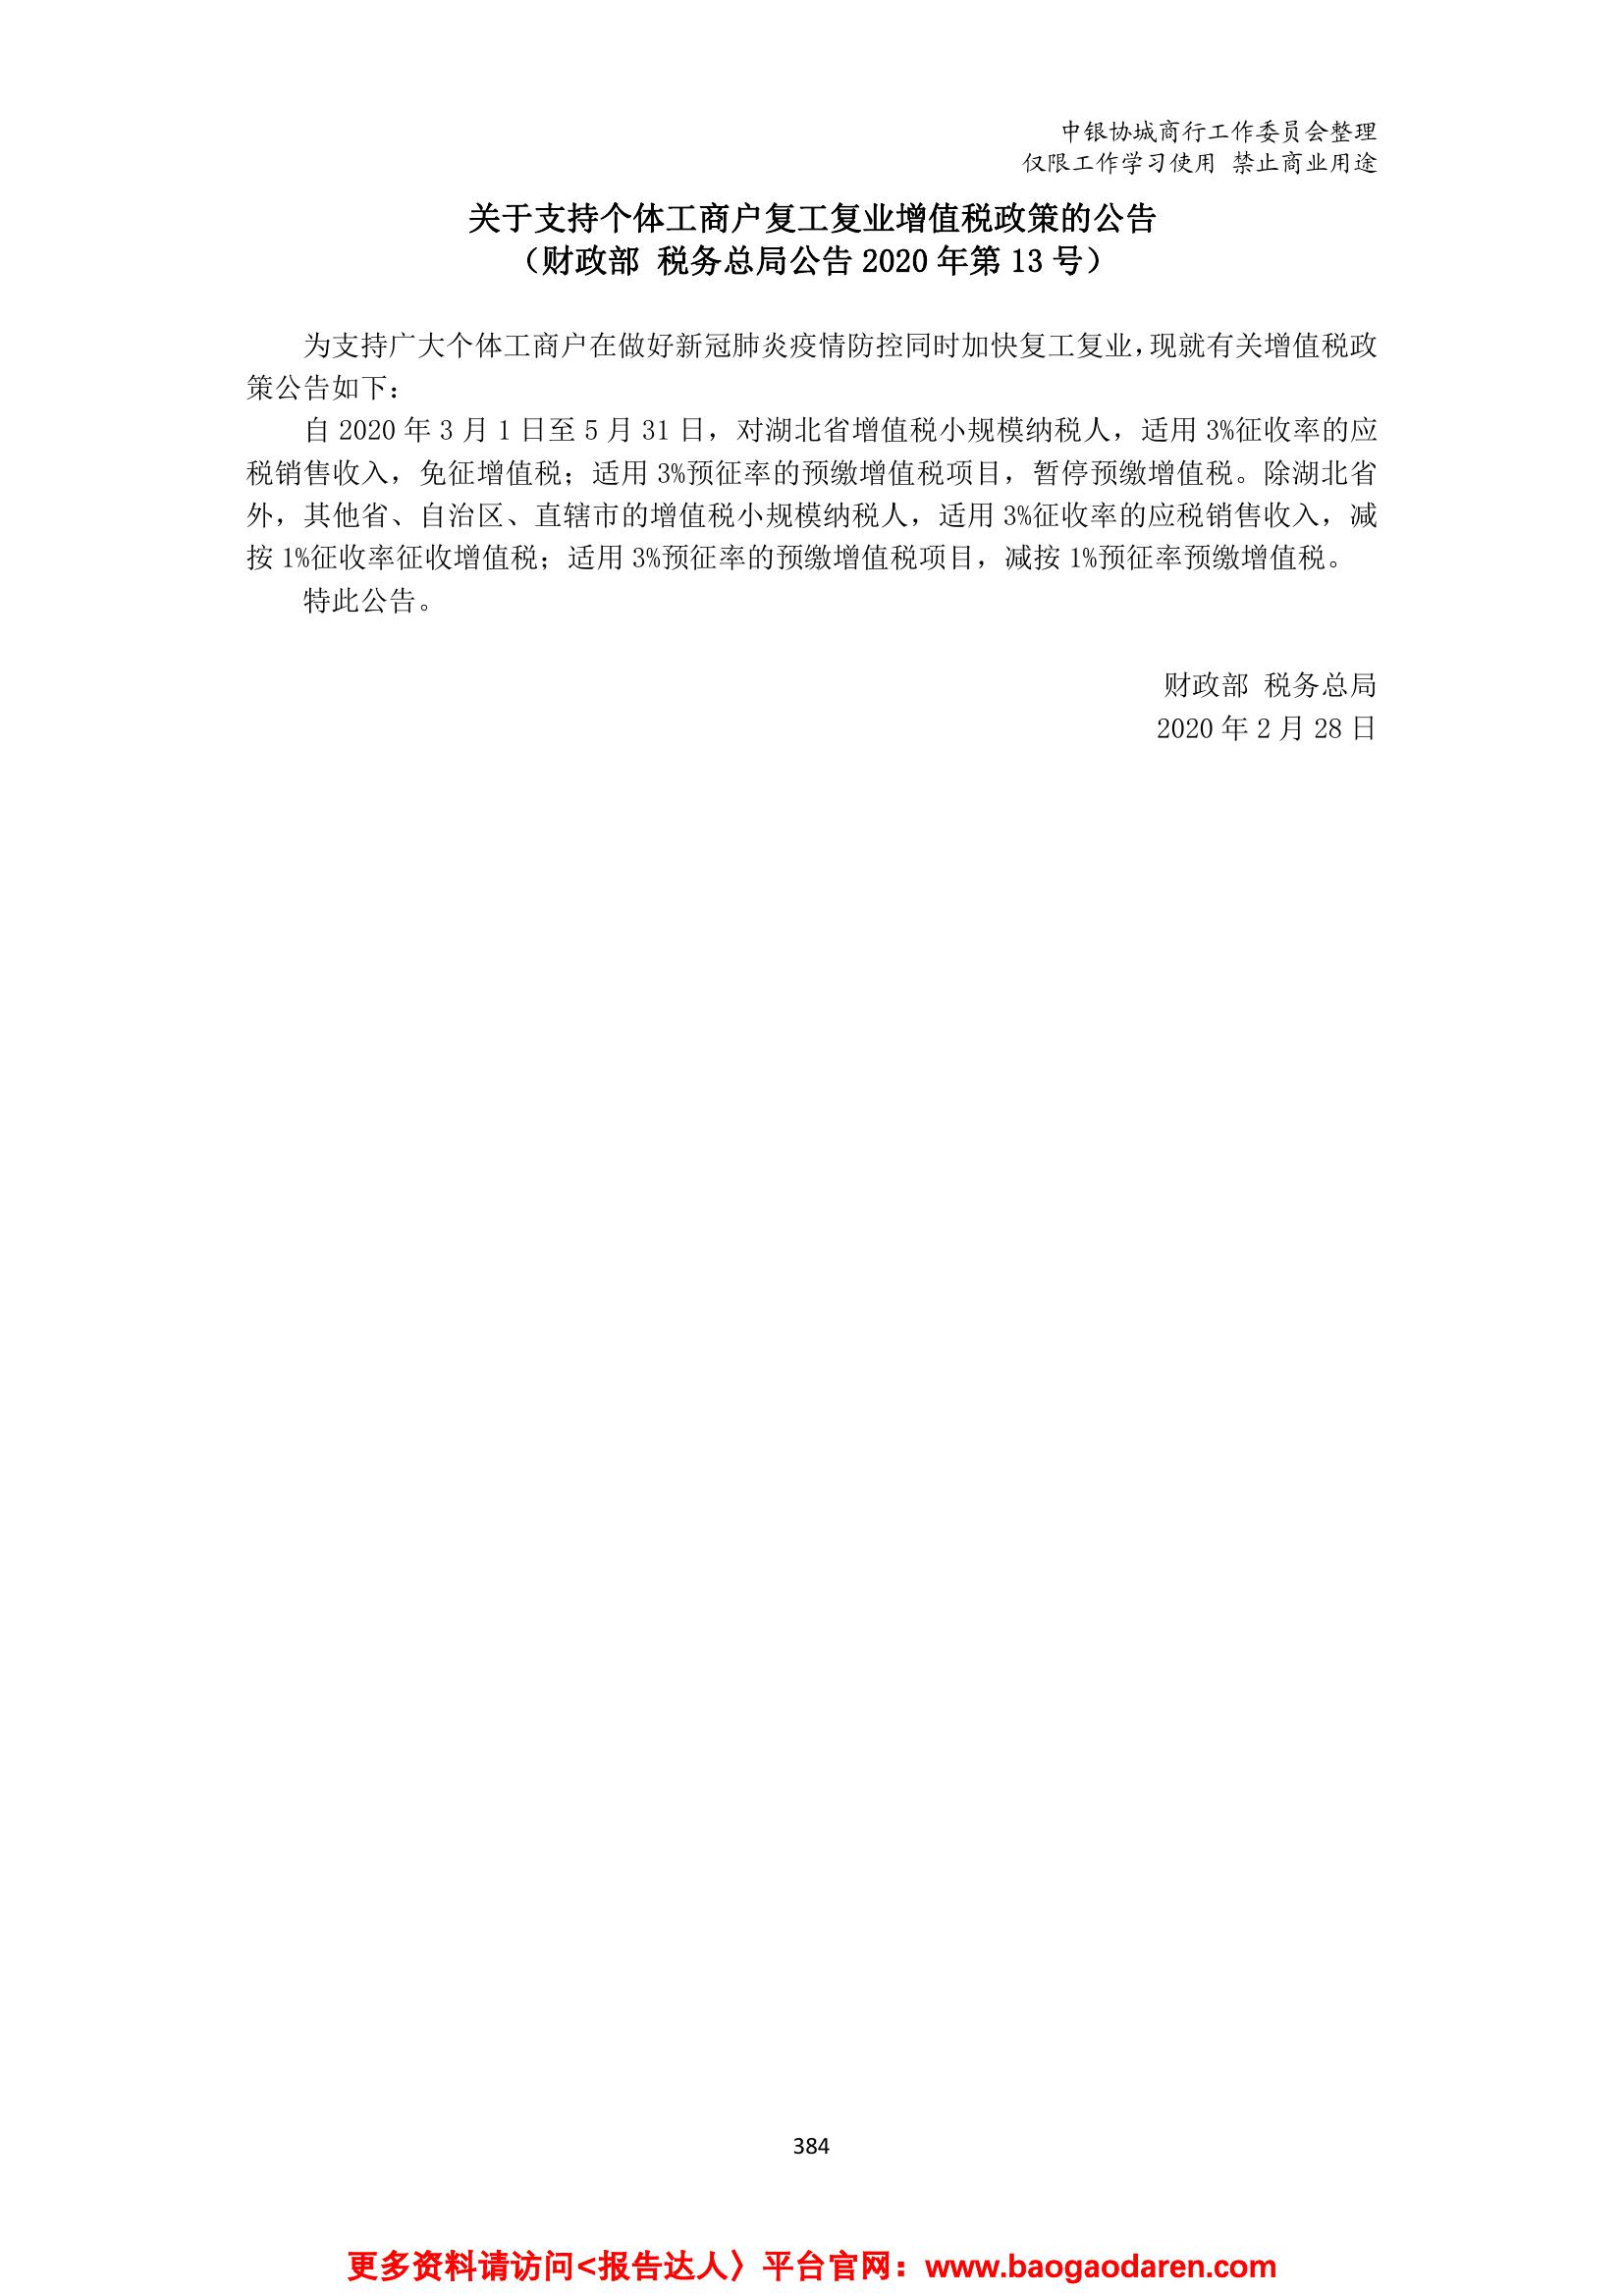 中银协城商行工作委员会整理
仅限工作学习使用 禁止商业用途
关于支持个体工商户复工复业增值税政策的公告
（财政部 税务总局公告 2020 年第 13 号）
为支持广大个体工商户在做好新冠肺炎疫情防控同时加快复工复业，现就有关增值税政
策公告如下：
自 2020 年 3 月 1 日至 5 月 31 日，对湖北省增值税小规模纳税人，适用 3%征收率的应
税销售收入，免征增值税；适用 3%预征率的预缴增值税项目，暂停预缴增值税。除湖北省
外，其他省、自治区、直辖市的增值税小规模纳税人，适用 3%征收率的应税销售收入，减
按 1%征收率征收增值税；适用 3%预征率的预缴增值税项目，减按 1%预征率预缴增值税。
特此公告。
财政部 税务总局
2020 年 2 月 28 日
384
更多资料请访问<报告达人〉平台官网：www.baogaodaren.com